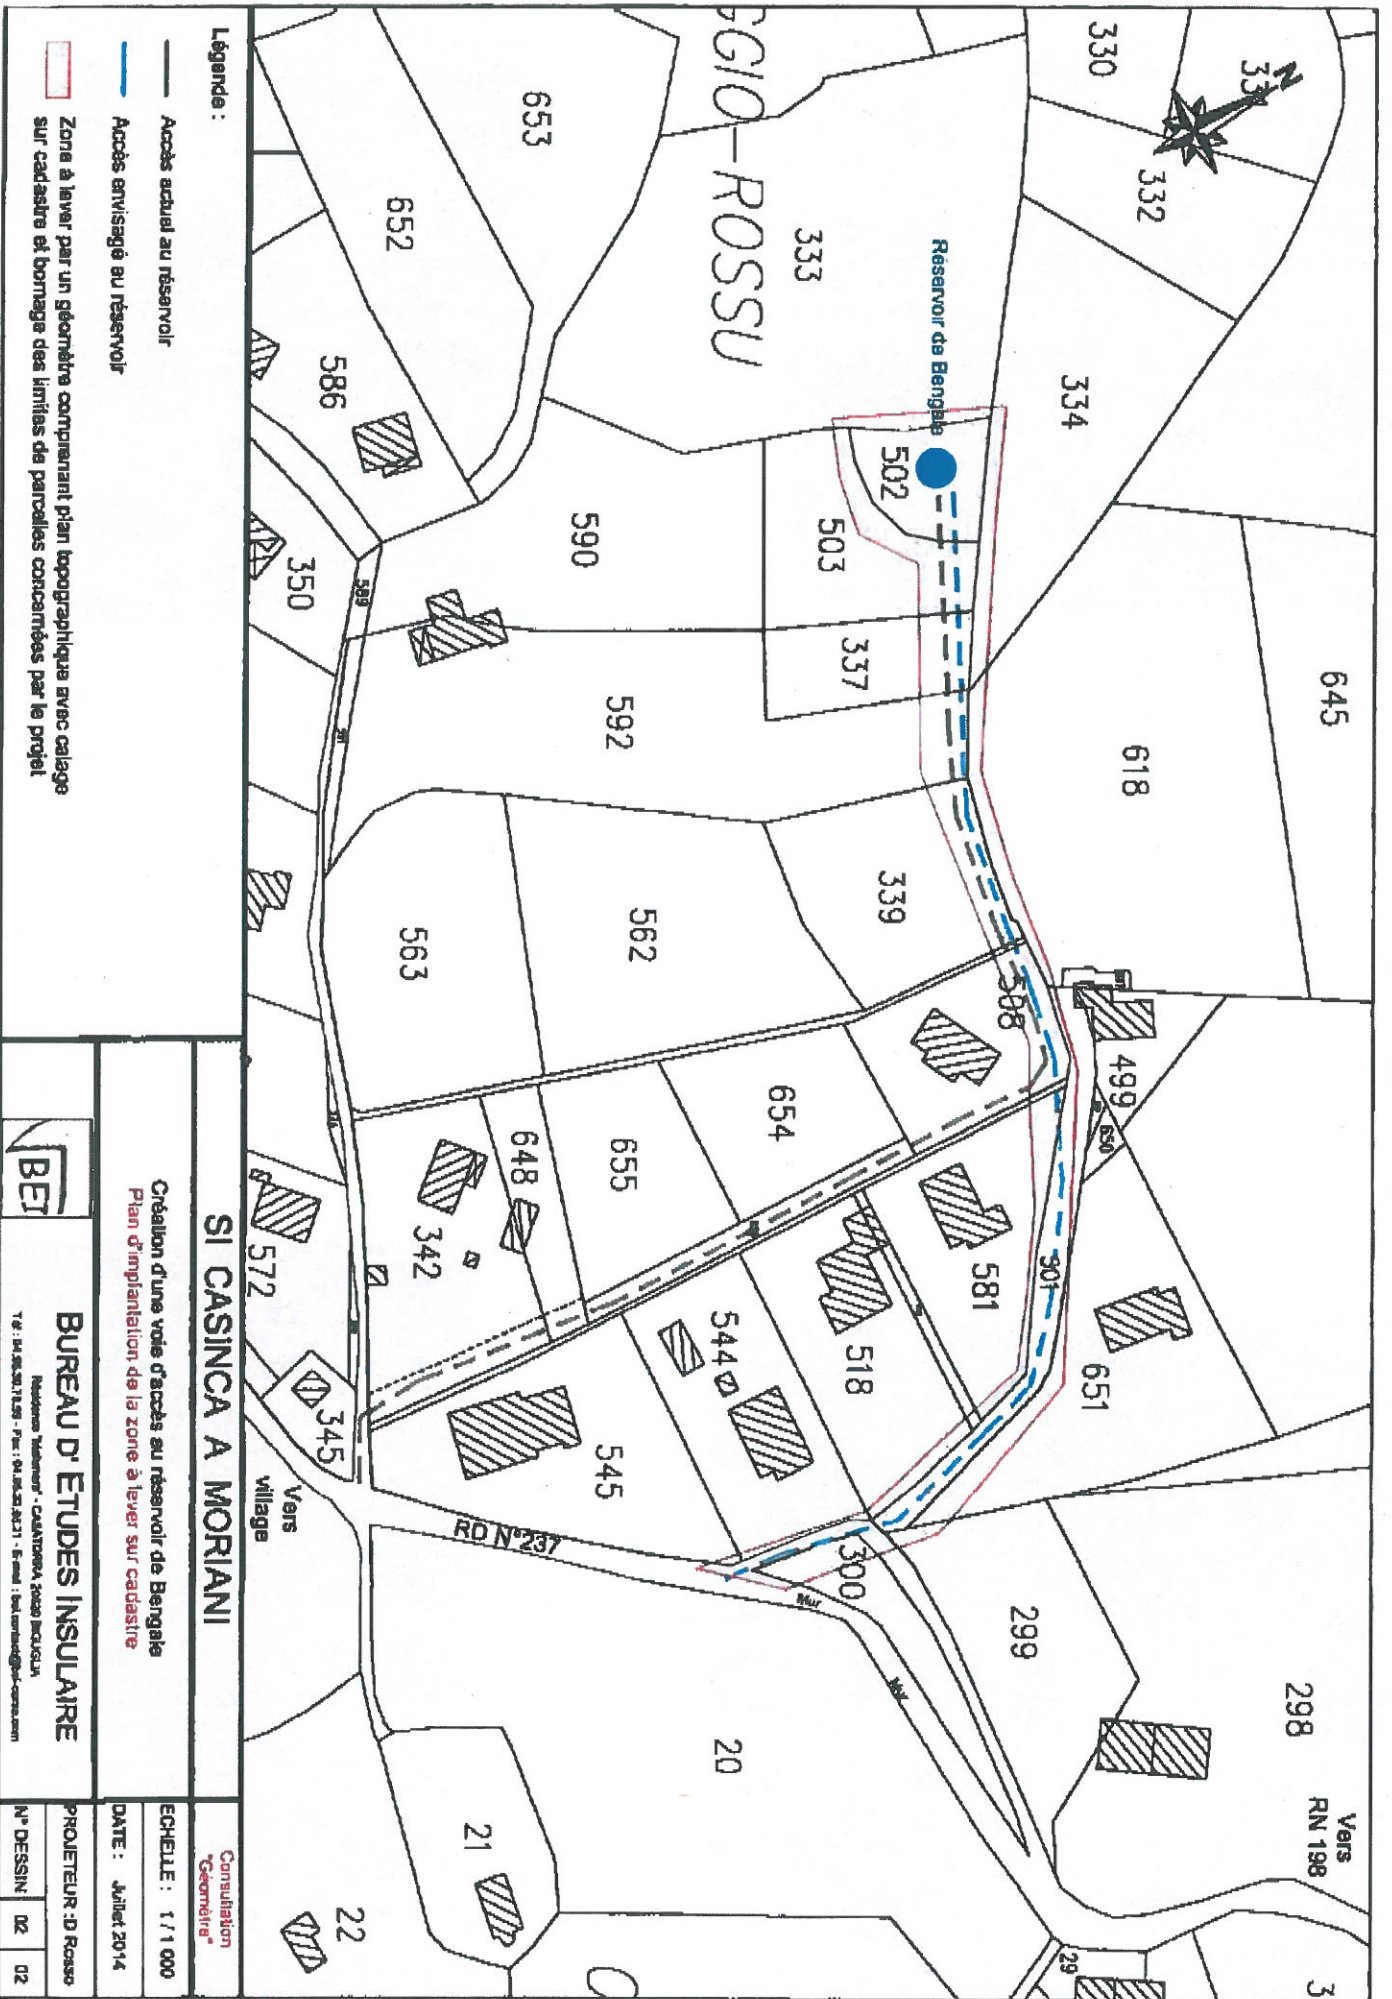 330
332
334
645
618
653
GGIO-ROSSU
333
Réservoir de Bengale
502
503
652
586
590
350
589
337
592
339
562
563
508
499
650
654
655
648
342
572
345
581
501
651
518
544
545
Vers
village
RD N°237
300
Mur
299
298
Vers
RN 198
20
21
22
29
3
N
Légende :
Accès actuel au réservoir
Accès envisagé au réservoir
Zone à lever par un géomètre comprenant plan topographique avec calage
sur cadastre et bornage des limites de parcelles concernées par le projet
SI CASINCA A MORIANI
Consultation
"Géomètre"
Création d'une voie d'accès au réservoir de Bengale
Plan d'implantation de la zone à lever sur cadastre
ECHELLE : 1 / 1 000
DATE : Juillet 2014
BET
BUREAU D' ETUDES INSULAIRE
PROJETEUR :D Rosso
N° DESSIN 02 02